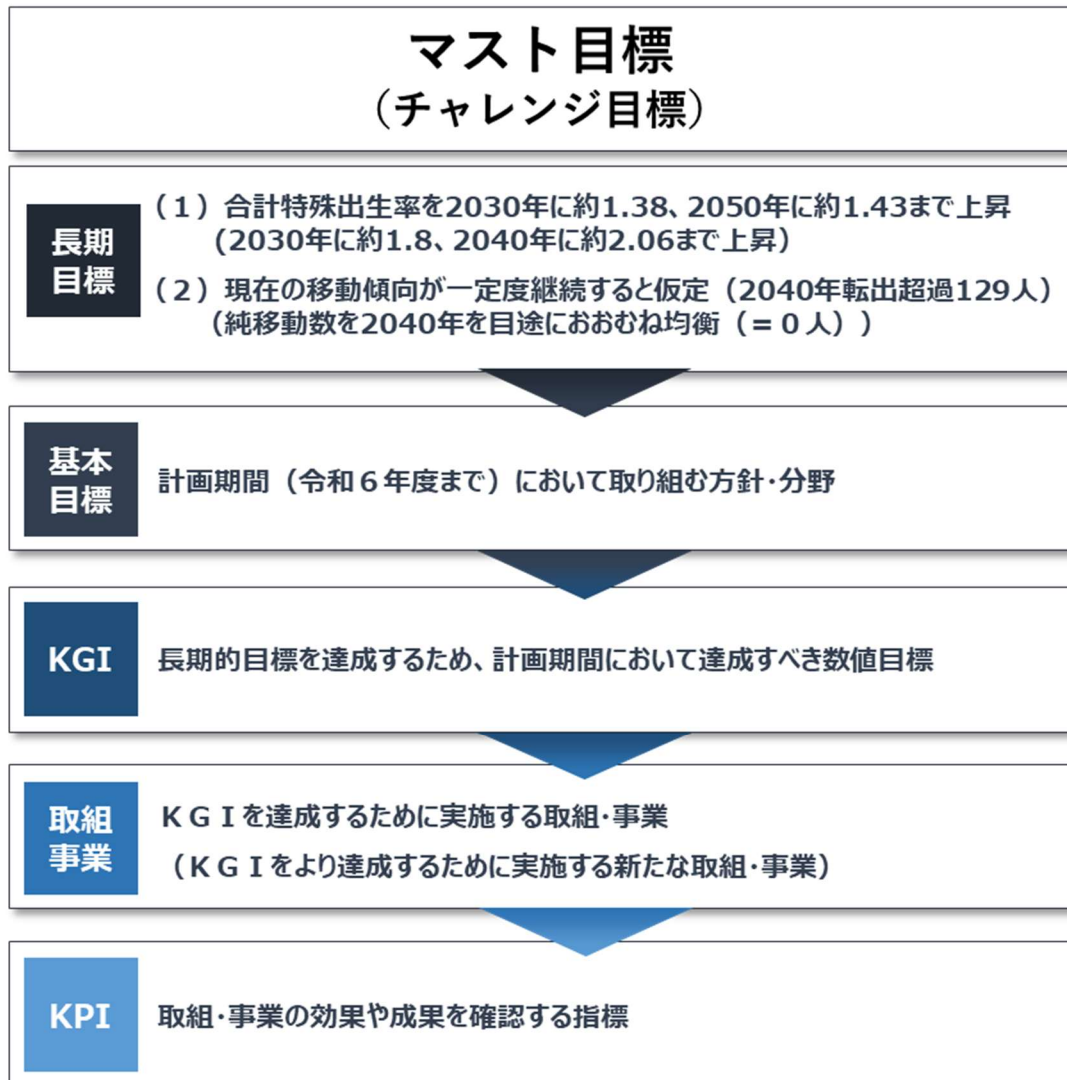 マスト目標
(チャレンジ目標)
長期
目標
(1)合計特殊出生率を2030年に約1.38、2050年に約1.43まで上昇
(2030年に約1.8、2040年に約2.06まで上昇)
(2)現在の移動傾向が一定度継続すると仮定(2040年転出超過129人)
(純移動数を2040年を目途におおむね均衡(=0人))
基本
目標
計画期間(令和6年度まで)において取り組む方針・分野
KGI
長期的目標を達成するため、計画期間において達成すべき数値目標
取組
事業
KGIを達成するために実施する取組・事業
(KGIをより達成するために実施する新たな取組・事業)
KPI
取組・事業の効果や成果を確認する指標